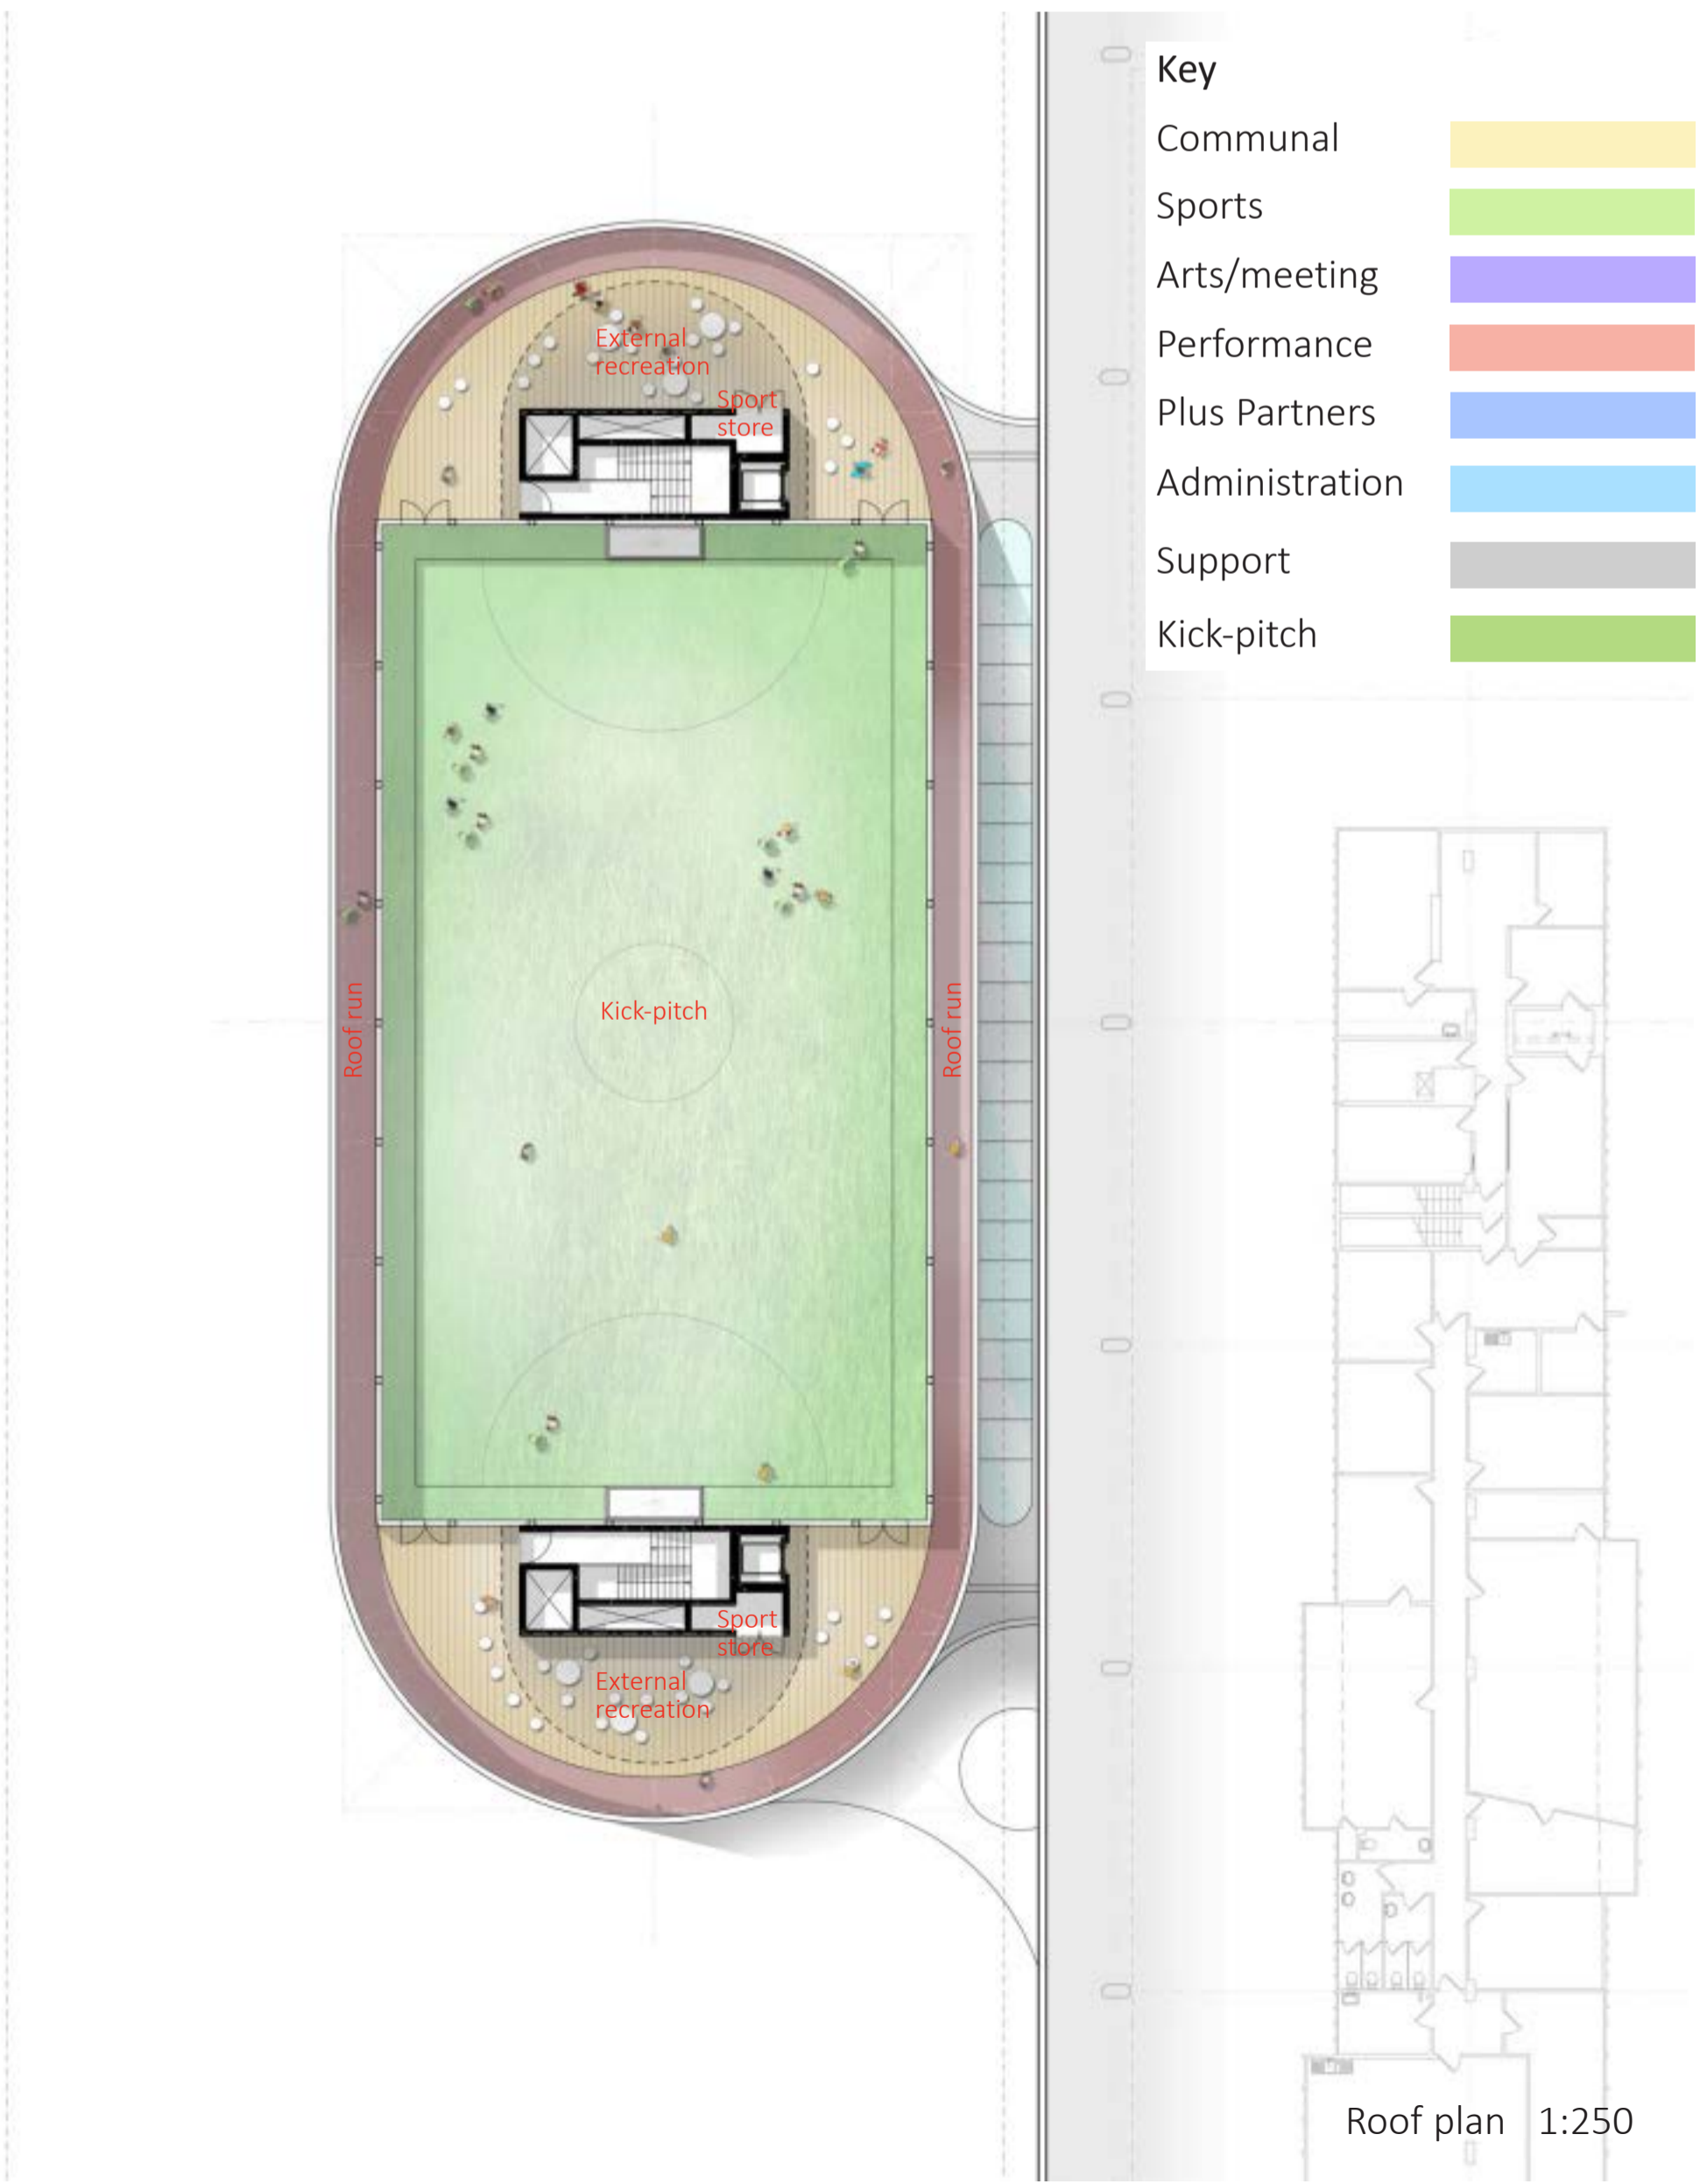 Key
Communal
Sports
Arts/meeting
Performance
Plus Partners
Administration
Support
Kick-pitch
External
recreation
Sport
store
Roof run
Kick-pitch
Roof run
Sport
store
External
recreation
Roof plan 1:250